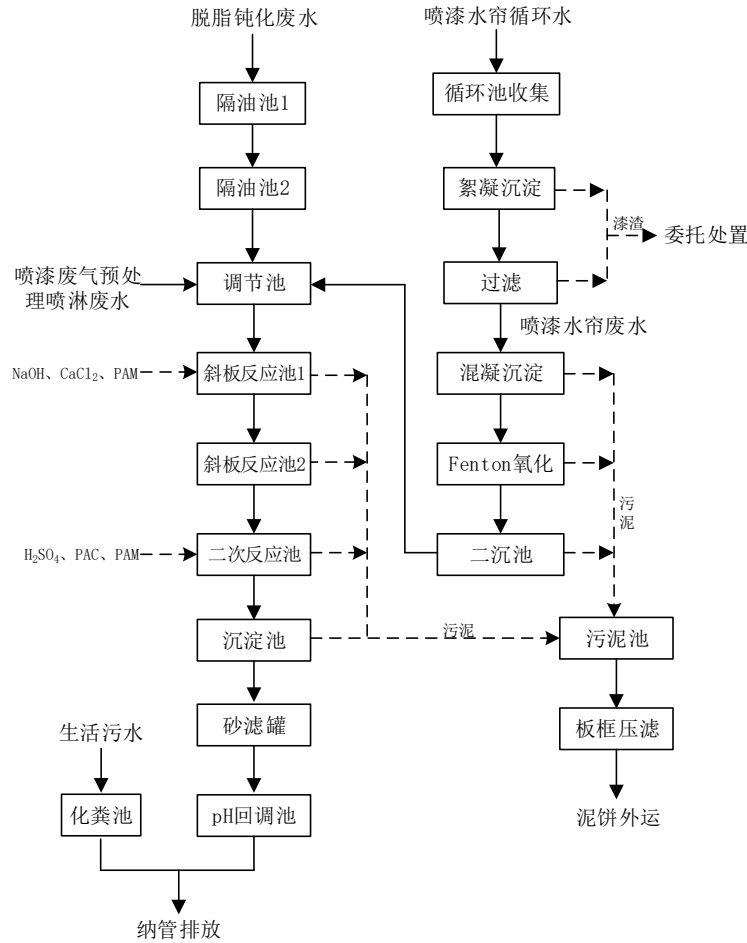 脱脂钝化废水
喷漆水帘循环水
隔油池1
循环池收集
隔油池2
絮凝沉淀
漆渣
委托处置
喷漆废气预处
理喷淋废水
调节池
过滤
喷漆水帘废水
NaOH、CaCl₂、PAM
斜板反应池1
混凝沉淀
斜板反应池2
Fenton氧化
污
泥
H₂SO₄、PAC、PAM
二次反应池
二沉池
沉淀池
污泥
污泥池
砂滤罐
板框压滤
生活污水
化粪池
pH回调池
泥饼外运
纳管排放